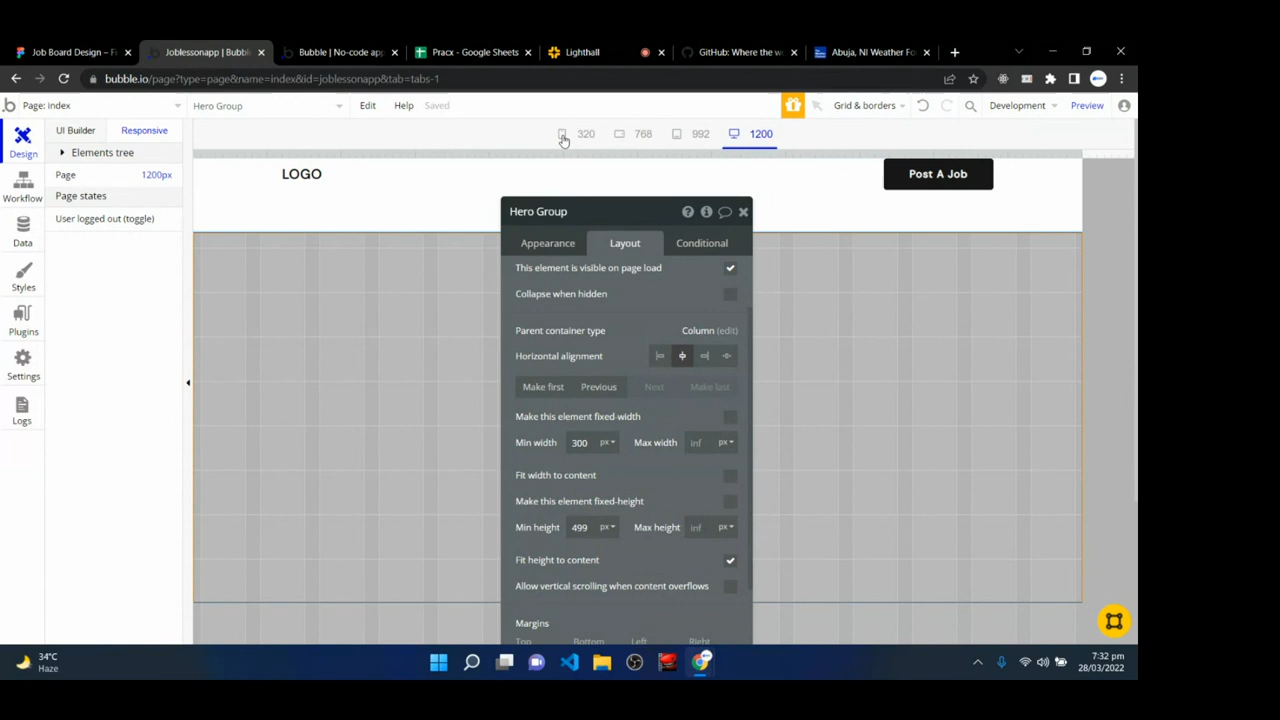 Job Board Design – Fi
Joblessonapp | Bubbl
Bubble | No-code app
Pracx - Google Sheets
Lighthall
GitHub: Where the w
Abuja, NI Weather Fo
bubble.io/page?type=page&name=index&id=joblessonapp&tab=tabs-1
Page: index
Hero Group
Edit
Help
Saved
Grid & borders
Development
Preview
Design
Workflow
Data
Styles
Plugins
Settings
Logs
UI Builder
Responsive
Elements tree
Page 1200px
Page states
User logged out (toggle)
320
768
992
1200
LOGO
Post A Job
Hero Group
Appearance
Layout
Conditional
This element is visible on page load
Collapse when hidden
Parent container type Column (edit)
Horizontal alignment
Make first
Previous
Next
Make last
Make this element fixed-width
Min width 300 px Max width inf px
Fit width to content
Make this element fixed-height
Min height 499 px Max height inf px
Fit height to content
Allow vertical scrolling when content overflows
Margins
Top Bottom Left Right
34°C
Haze
7:32 pm
28/03/2022